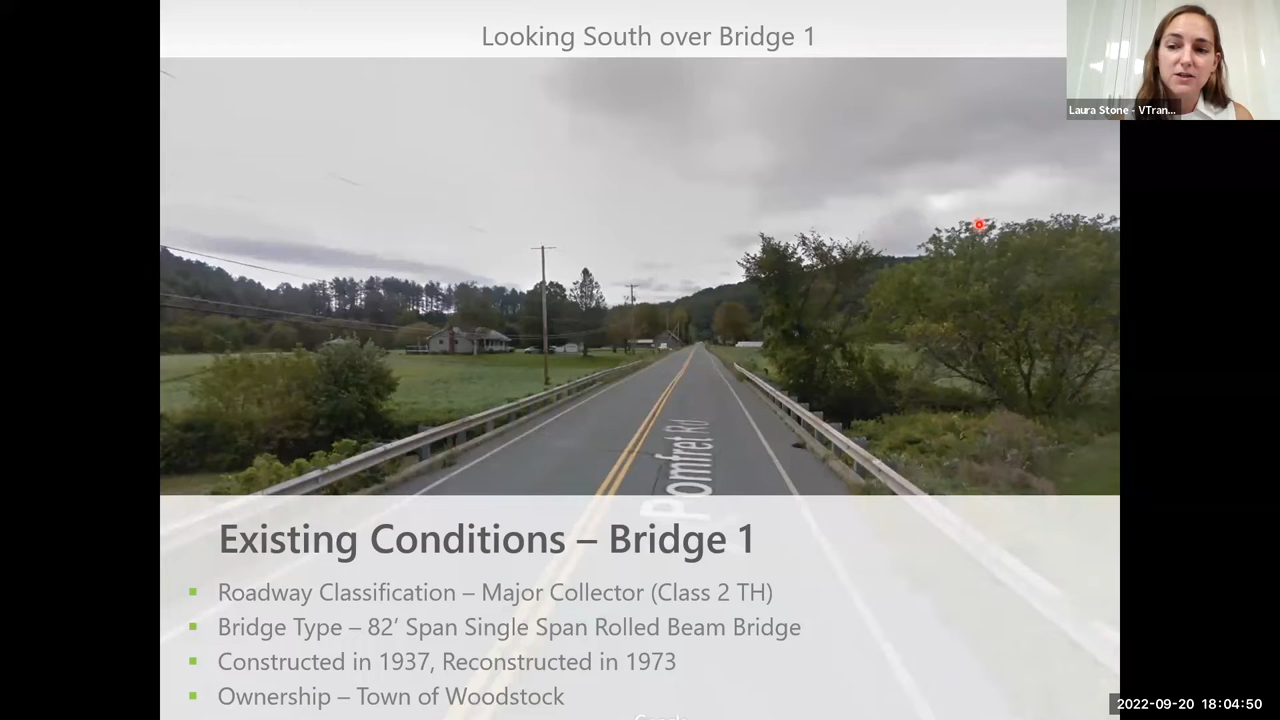 Looking South over Bridge 1
Laura Stone - VTran...
Pomfret Rd
Existing Conditions – Bridge 1
▪ Roadway Classification – Major Collector (Class 2 TH)
▪ Bridge Type – 82’ Span Single Span Rolled Beam Bridge
▪ Constructed in 1937, Reconstructed in 1973
▪ Ownership – Town of Woodstock
2022-09-20 18:04:50